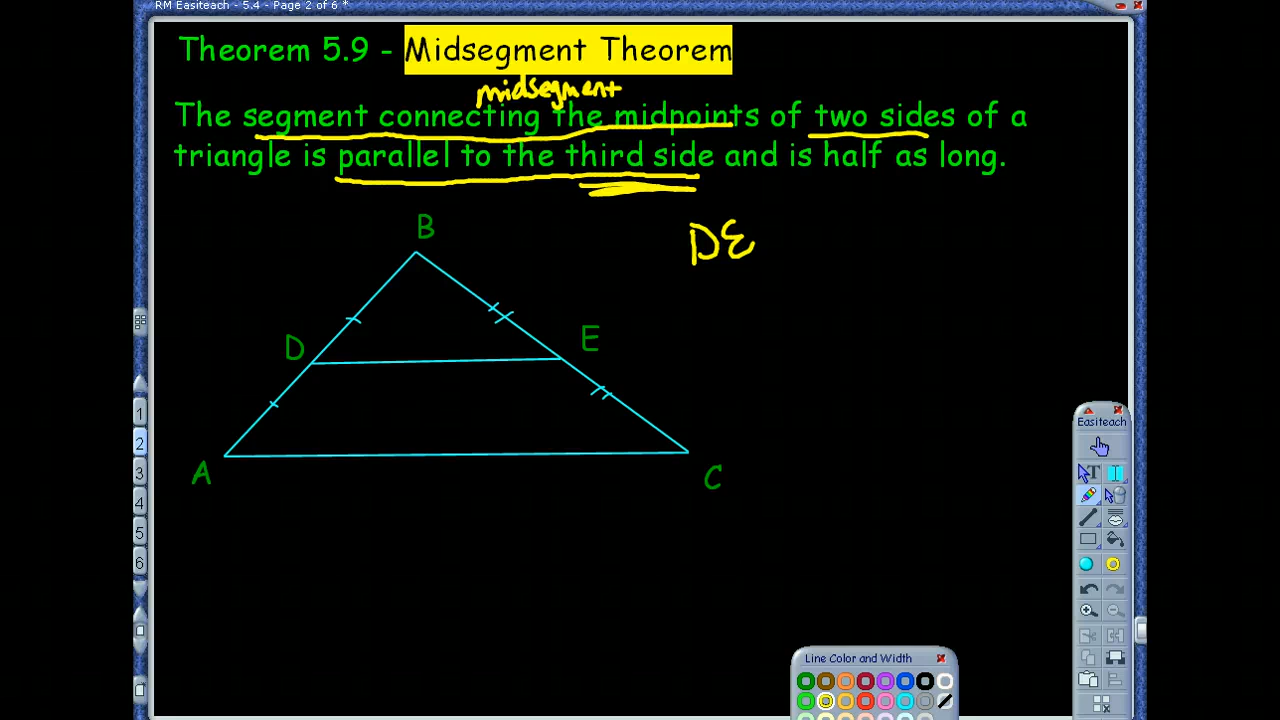 RM Easiteach - 5.4 - Page 2 of 6 *
Theorem 5.9 - Midsegment Theorem
midsegment
The segment connecting the midpoints of two sides of a
triangle is parallel to the third side and is half as long.
B
DE
D
E
A
C
1
2
3
4
5
6
Easiteach
T
Line Color and Width